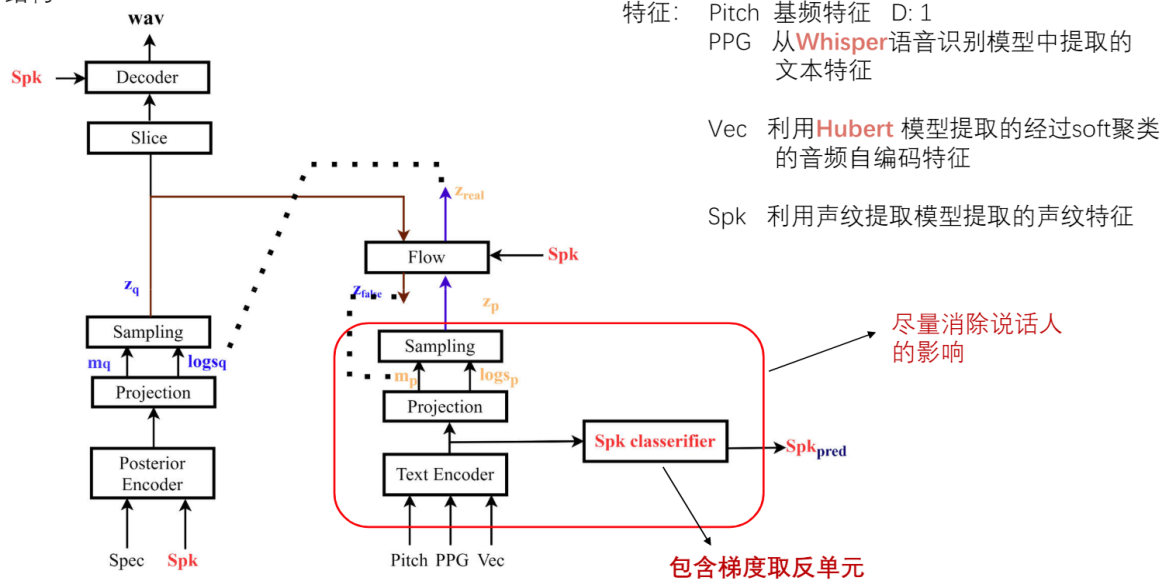 wav
Spk
Decoder
Slice
z_real
Flow
Spk
z_q
z_false
z_p
Sampling
m_q
logs_q
Projection
Posterior
Encoder
Spec
Spk
Sampling
m_p
logs_p
Projection
Text Encoder
Pitch PPG Vec
Spk classerifier
Spk_pred
特征： Pitch 基频特征 D: 1
PPG 从Whisper语音识别模型中提取的
文本特征
Vec 利用Hubert 模型提取的经过soft聚类
的音频自编码特征
Spk 利用声纹提取模型提取的声纹特征
尽量消除说话人
的影响
包含梯度取反单元